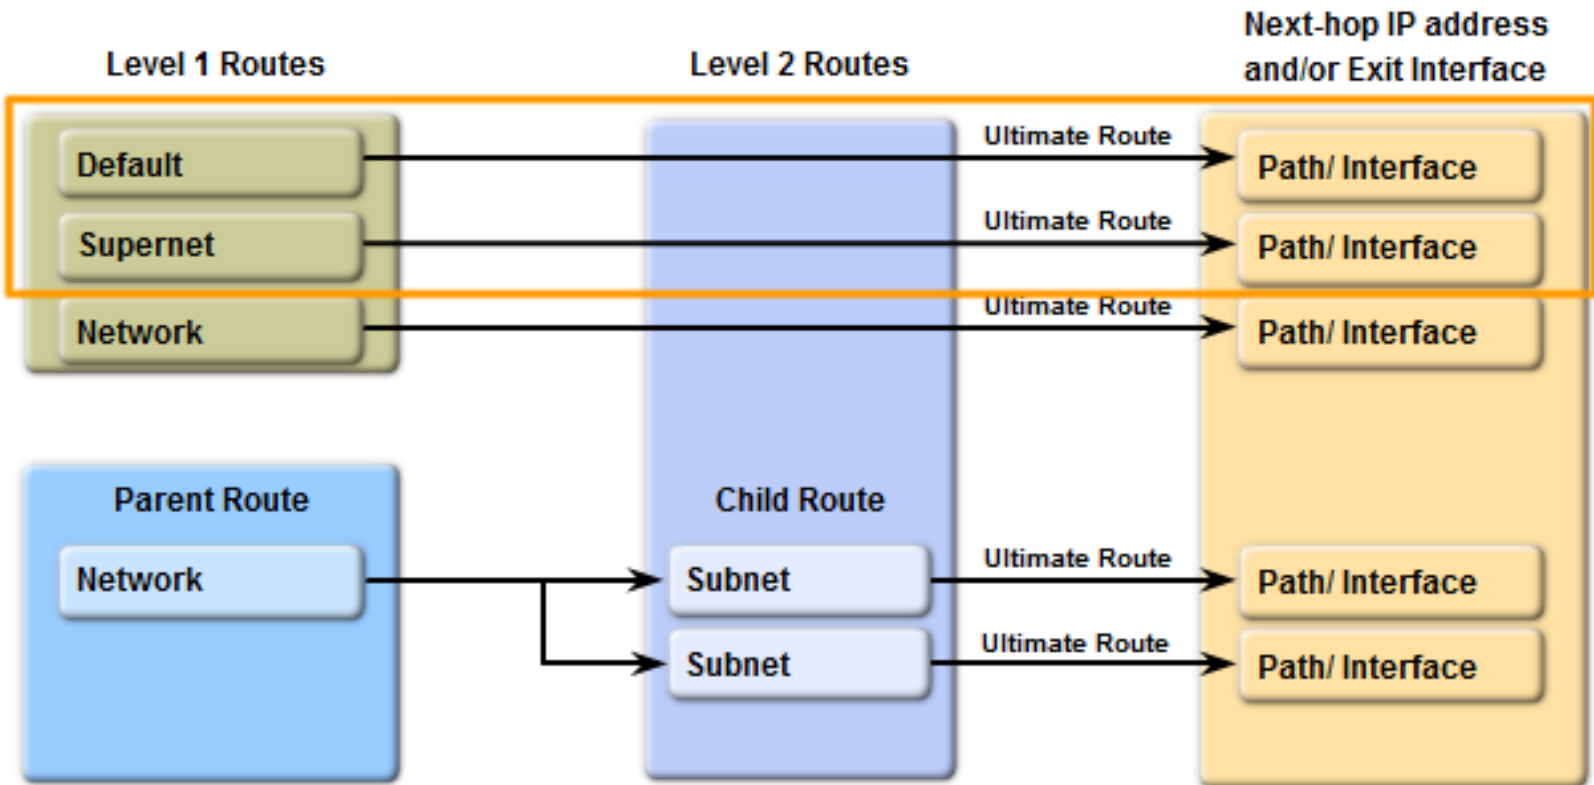 Level 1 Routes
Level 2 Routes
Next-hop IP address
and/or Exit Interface
Default
Ultimate Route
Path/ Interface
Supernet
Ultimate Route
Path/ Interface
Network
Ultimate Route
Path/ Interface
Parent Route
Child Route
Network
Subnet
Ultimate Route
Path/ Interface
Subnet
Ultimate Route
Path/ Interface